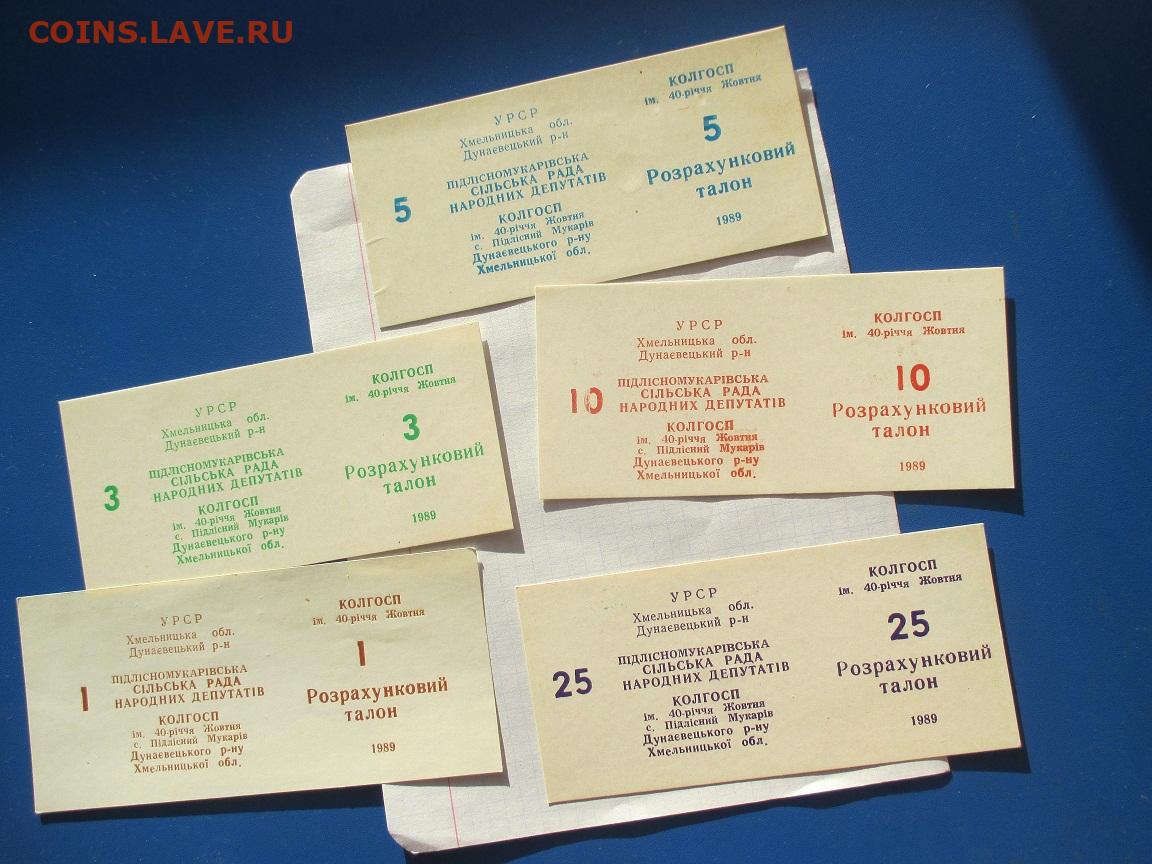 COINS.LAVE.RU
УРСР
Хмельницька обл.
Дунаєвецький р-н
5
ПІДЛІСНОМУКАРІВСЬКА
СІЛЬСЬКА РАДА
НАРОДНИХ ДЕПУТАТІВ
КОЛГОСП
ім. 40-річчя Жовтня
с. Підлісний Мукарів
Дунаєвецького р-ну
Хмельницької обл.
КОЛГОСП
ім. 40-річчя Жовтня
5
Розрахунковий
талон
1989
УРСР
Хмельницька обл.
Дунаєвецький р-н
10
ПІДЛІСНОМУКАРІВСЬКА
СІЛЬСЬКА РАДА
НАРОДНИХ ДЕПУТАТІВ
КОЛГОСП
ім. 40-річчя Жовтня
с. Підлісний Мукарів
Дунаєвецького р-ну
Хмельницької обл.
КОЛГОСП
ім. 40-річчя Жовтня
10
Розрахунковий
талон
1989
УРСР
Хмельницька обл.
Дунаєвецький р-н
3
ПІДЛІСНОМУКАРІВСЬКА
СІЛЬСЬКА РАДА
НАРОДНИХ ДЕПУТАТІВ
КОЛГОСП
ім. 40-річчя Жовтня
с. Підлісний Мукарів
Дунаєвецького р-ну
Хмельницької обл.
КОЛГОСП
ім. 40-річчя Жовтня
3
Розрахунковий
талон
1989
УРСР
Хмельницька обл.
Дунаєвецький р-н
1
ПІДЛІСНОМУКАРІВСЬКА
СІЛЬСЬКА РАДА
НАРОДНИХ ДЕПУТАТІВ
КОЛГОСП
ім. 40-річчя Жовтня
с. Підлісний Мукарів
Дунаєвецького р-ну
Хмельницької обл.
КОЛГОСП
ім. 40-річчя Жовтня
1
Розрахунковий
талон
1989
УРСР
Хмельницька обл.
Дунаєвецький р-н
25
ПІДЛІСНОМУКАРІВСЬКА
СІЛЬСЬКА РАДА
НАРОДНИХ ДЕПУТАТІВ
КОЛГОСП
ім. 40-річчя Жовтня
с. Підлісний Мукарів
Дунаєвецького р-ну
Хмельницької обл.
КОЛГОСП
ім. 40-річчя Жовтня
25
Розрахунковий
талон
1989